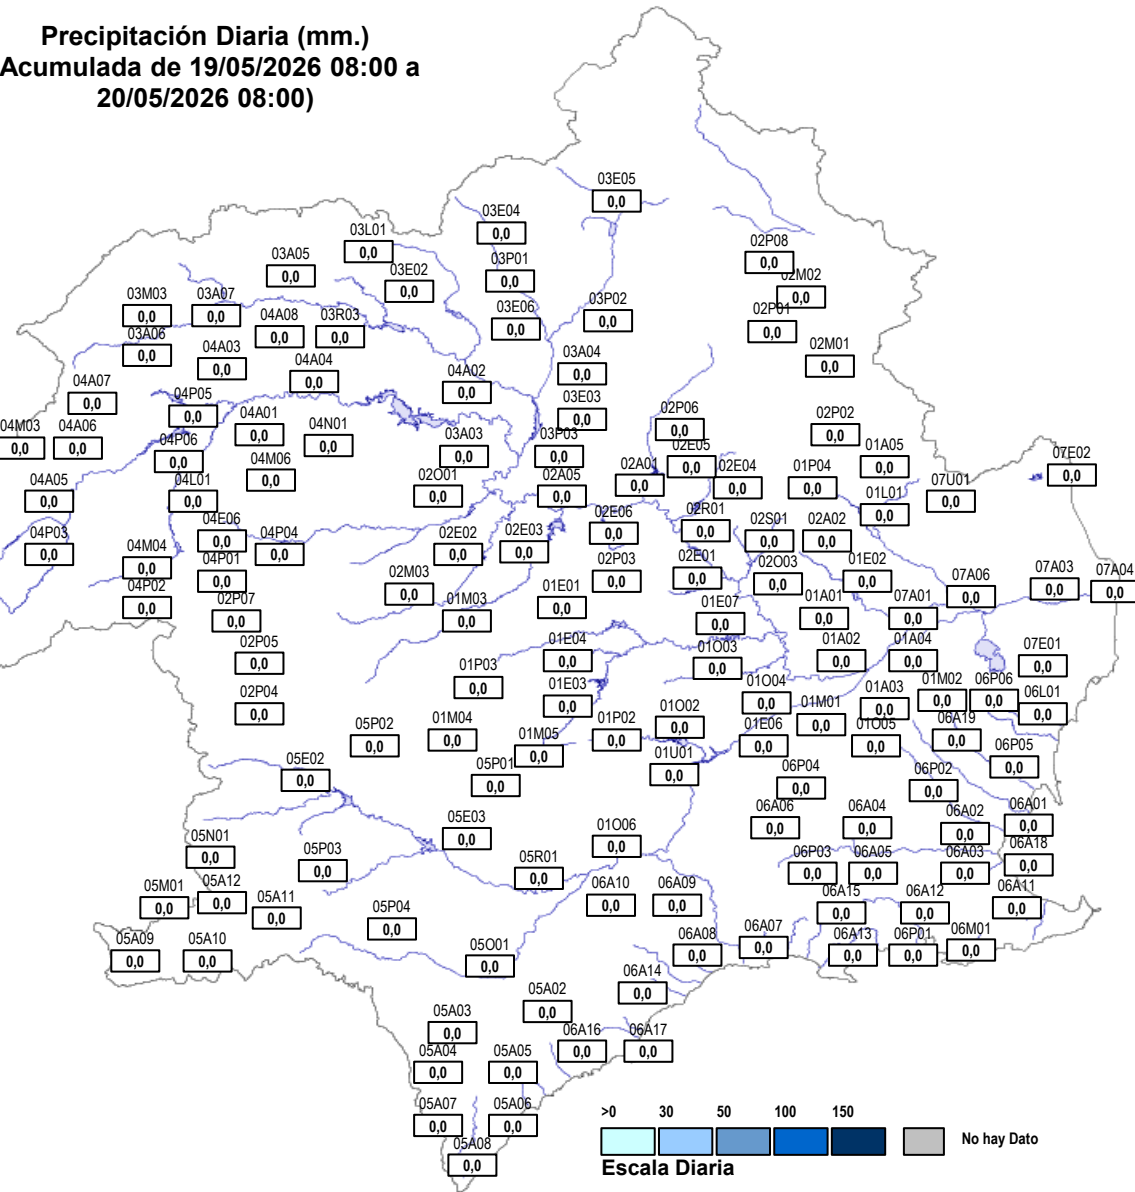 Precipitación Diaria (mm.)
Acumulada de 19/05/2026 08:00 a
20/05/2026 08:00)
03E05
0,0
03E04
0,0
03L01
0,0
02P08
0,0
03A05
0,0
03P01
0,0
03E02
0,0
02M02
0,0
03M03
0,0
03A07
0,0
03P02
0,0
04A08
0,0
03R03
0,0
03E06
0,0
02P01
0,0
03A06
0,0
04A03
0,0
03A04
0,0
02M01
0,0
04A04
0,0
04A02
0,0
04A07
0,0
04P05
0,0
03E03
0,0
02P06
0,0
02P02
0,0
04M03
0,0
04A06
0,0
04A01
0,0
04N01
0,0
03A03
0,0
03P03
0,0
04P06
0,0
02E05
0,0
01A05
0,0
07E02
0,0
04M06
0,0
02A01
0,0
02E04
0,0
01P04
0,0
04A05
0,0
04L01
0,0
02O01
0,0
02A05
0,0
07U01
0,0
01L01
0,0
04E06
0,0
02E06
0,0
02R01
0,0
02S01
0,0
02A02
0,0
04P03
0,0
04P04
0,0
02E02
0,0
02E03
0,0
04M04
0,0
04P01
0,0
02P03
0,0
02E01
0,0
02O03
0,0
01E02
0,0
07A03
0,0
07A04
0,0
02M03
0,0
07A06
0,0
04P02
0,0
02P07
0,0
01M03
0,0
01E01
0,0
01E07
0,0
01A01
0,0
07A01
0,0
02P05
0,0
01E04
0,0
01O03
0,0
01A02
0,0
01A04
0,0
07E01
0,0
01P03
0,0
01E03
0,0
01O04
0,0
01A03
0,0
01M02
0,0
06P06
0,0
06L01
0,0
02P04
0,0
01O02
0,0
01M01
0,0
05P02
0,0
01M04
0,0
01M05
0,0
01P02
0,0
01E06
0,0
01O05
0,0
06A19
0,0
06P05
0,0
05E02
0,0
05P01
0,0
01U01
0,0
06P04
0,0
06P02
0,0
05E03
0,0
01O06
0,0
06A06
0,0
06A04
0,0
06A02
0,0
06A01
0,0
05N01
0,0
05P03
0,0
05R01
0,0
06P03
0,0
06A05
0,0
06A03
0,0
06A18
0,0
05M01
0,0
05A12
0,0
05A11
0,0
06A10
0,0
06A09
0,0
06A15
0,0
06A12
0,0
06A11
0,0
05P04
0,0
05A09
0,0
05A10
0,0
05O01
0,0
06A08
0,0
06A07
0,0
06A13
0,0
06P01
0,0
06M01
0,0
06A14
0,0
05A02
0,0
05A03
0,0
06A16
0,0
06A17
0,0
05A04
0,0
05A05
0,0
05A07
0,0
05A06
0,0
05A08
0,0
>0 30 50 100 150
No hay Dato
Escala Diaria